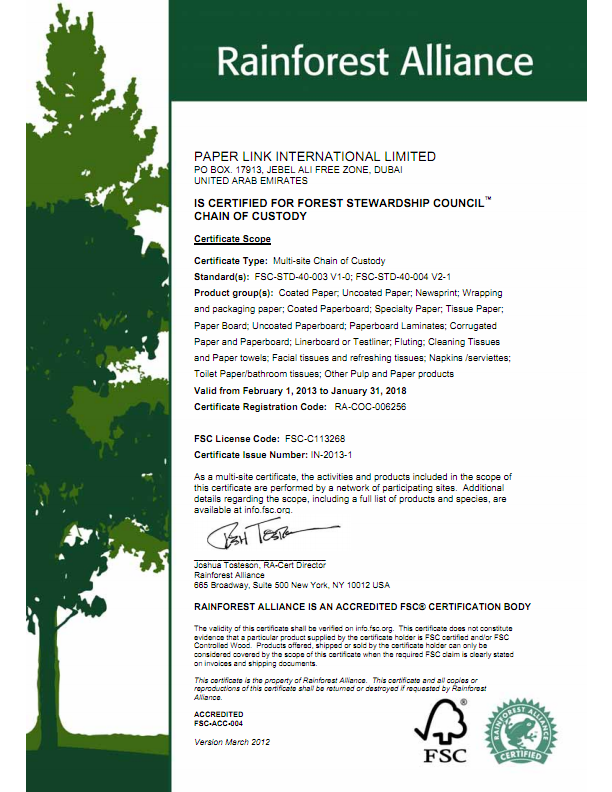 Rainforest Alliance
PAPER LINK INTERNATIONAL LIMITED
PO BOX. 17913, JEBEL ALI FREE ZONE, DUBAI
UNITED ARAB EMIRATES
IS CERTIFIED FOR FOREST STEWARDSHIP COUNCIL™
CHAIN OF CUSTODY
Certificate Scope
Certificate Type: Multi-site Chain of Custody
Standard(s): FSC-STD-40-003 V1-0; FSC-STD-40-004 V2-1
Product group(s): Coated Paper; Uncoated Paper; Newsprint; Wrapping
and packaging paper; Coated Paperboard; Specialty Paper; Tissue Paper;
Paper Board; Uncoated Paperboard; Paperboard Laminates; Corrugated
Paper and Paperboard; Linerboard or Testliner; Fluting; Cleaning Tissues
and Paper towels; Facial tissues and refreshing tissues; Napkins /serviettes;
Toilet Paper/bathroom tissues; Other Pulp and Paper products
Valid from February 1, 2013 to January 31, 2018
Certificate Registration Code: RA-COC-006256
FSC License Code: FSC-C113268
Certificate Issue Number: IN-2013-1
As a multi-site certificate, the activities and products included in the scope of
this certificate are performed by a network of participating sites. Additional
details regarding the scope, including a full list of products and species, are
available at info.fsc.org.
Joshua Tosteson, RA-Cert Director
Rainforest Alliance
665 Broadway, Suite 500 New York, NY 10012 USA
RAINFOREST ALLIANCE IS AN ACCREDITED FSC® CERTIFICATION BODY
The validity of this certificate shall be verified on info.fsc.org. This certificate does not constitute
evidence that a particular product supplied by the certificate holder is FSC certified and/or FSC
Controlled Wood. Products offered, shipped or sold by the certificate holder can only be
considered covered by the scope of this certificate when the required FSC claim is clearly stated
on invoices and shipping documents.
This certificate is the property of Rainforest Alliance. This certificate and all copies or
reproductions of this certificate shall be returned or destroyed if requested by Rainforest
Alliance.
ACCREDITED
FSC-ACC-004
Version March 2012
®
FSC
RAINFOREST ALLIANCE
CERTIFIED